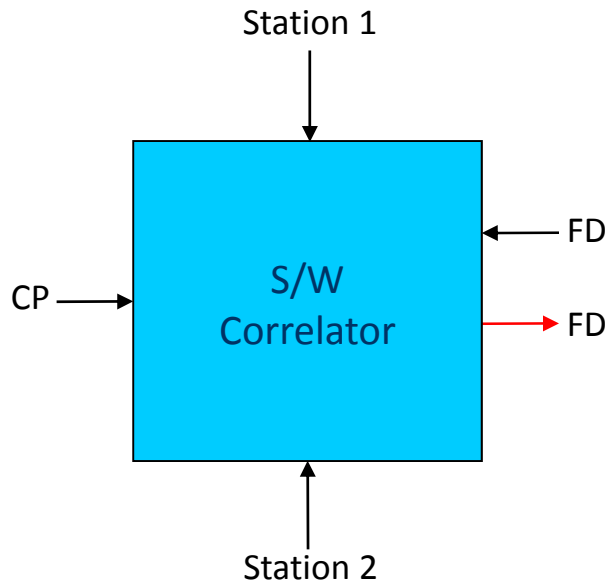 Station 1
FD
CP
S/W
Correlator
FD
Station 2